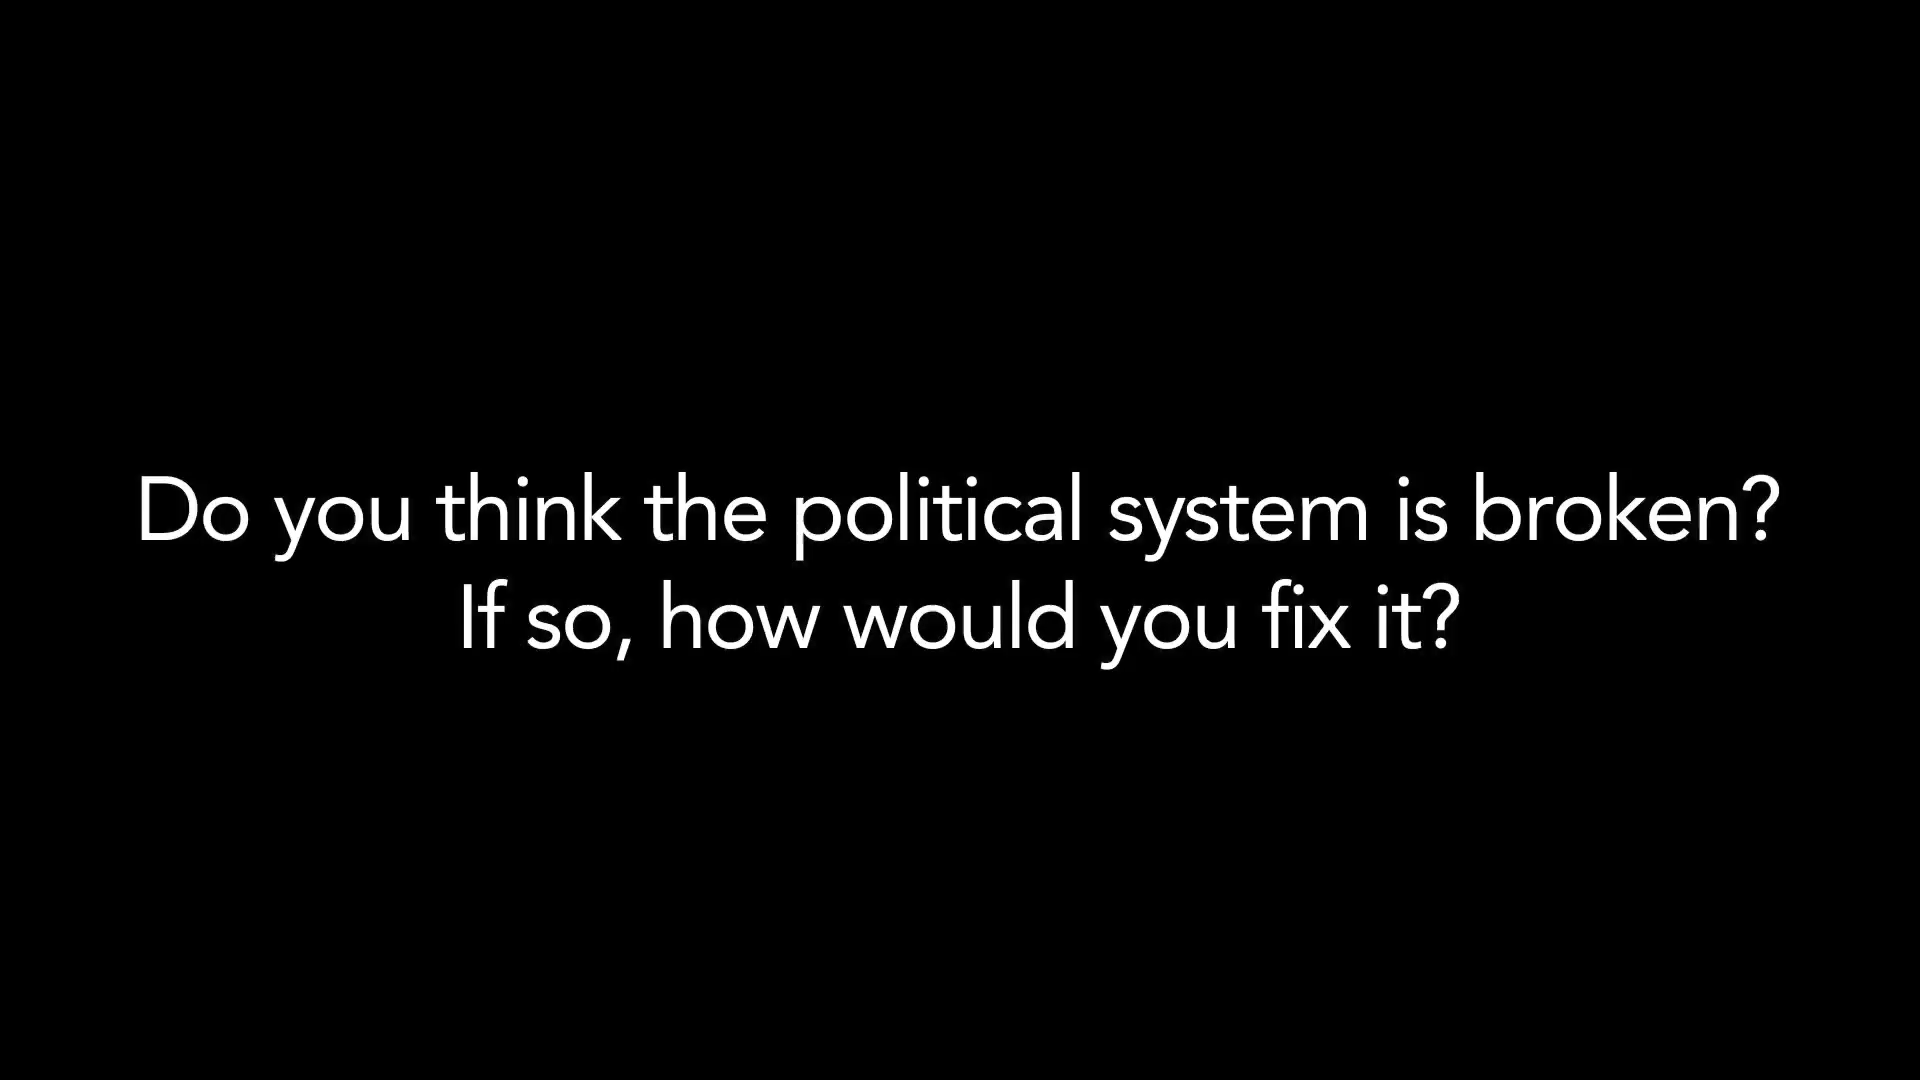 Do you think the political system is broken?
If so, how would you fix it?